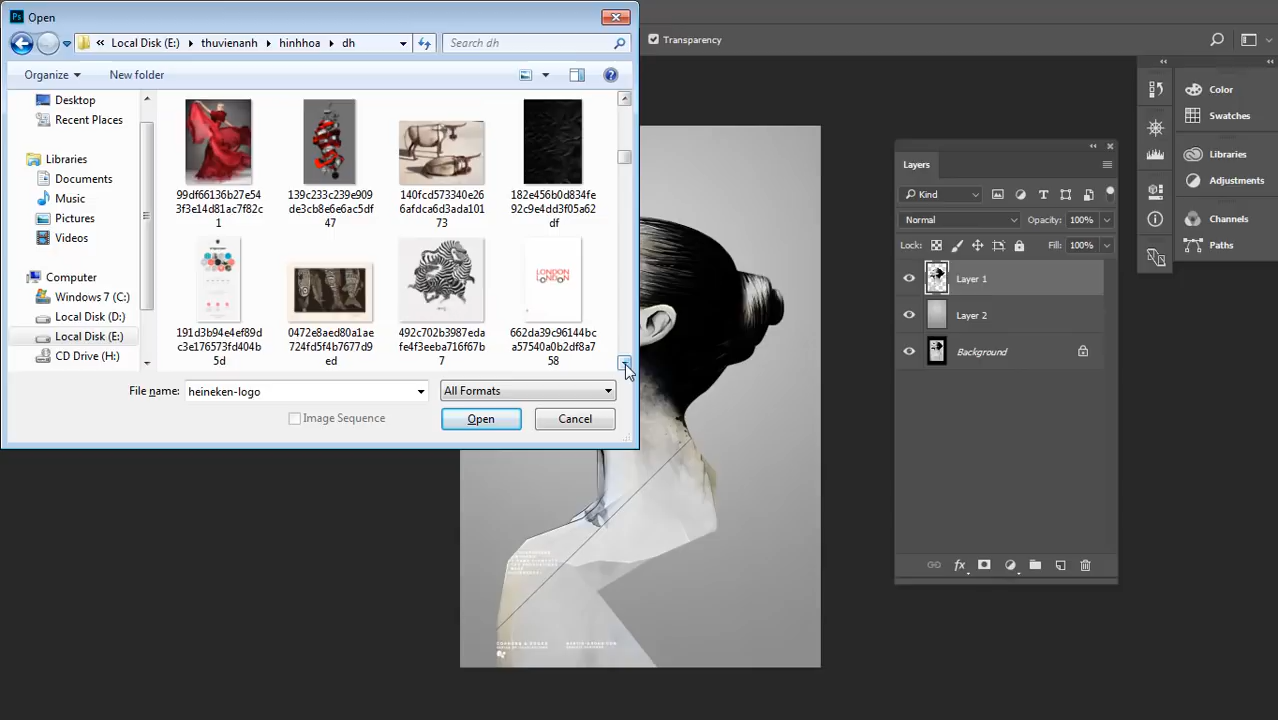 Ps Open
Transparency
« Local Disk (E:) ▸ thuvienanh ▸ hinhhoa ▸ dh
Search dh
Organize
New folder
Desktop
Recent Places
Libraries
Documents
Music
Pictures
Videos
Computer
Windows 7 (C:)
Local Disk (D:)
Local Disk (E:)
CD Drive (H:)
99df66136b27e54
3f3e14d81ac7f82c
1
139c233c239e909
de3cb8e6e6ac5df
47
140fcd573340e26
6afdca6d3ada101
73
182e456b0d834fe
92c9e4dd3f05a62
df
LONDON
191d3b94e4ef89d
c3e176573fd404b
5d
0472e8aed80a1ae
724fd5f4b7677d9
ed
492c702b3987eda
fe4f3eeba716f67b
7
662da39c96144bc
a57540a0b2df8a7
58
File name:
heineken-logo
All Formats
Image Sequence
Open
Cancel
Layers
Kind
Normal
Opacity: 100%
Lock:
Fill: 100%
Layer 1
Layer 2
Background
fx
Color
Swatches
Libraries
Adjustments
Channels
Paths